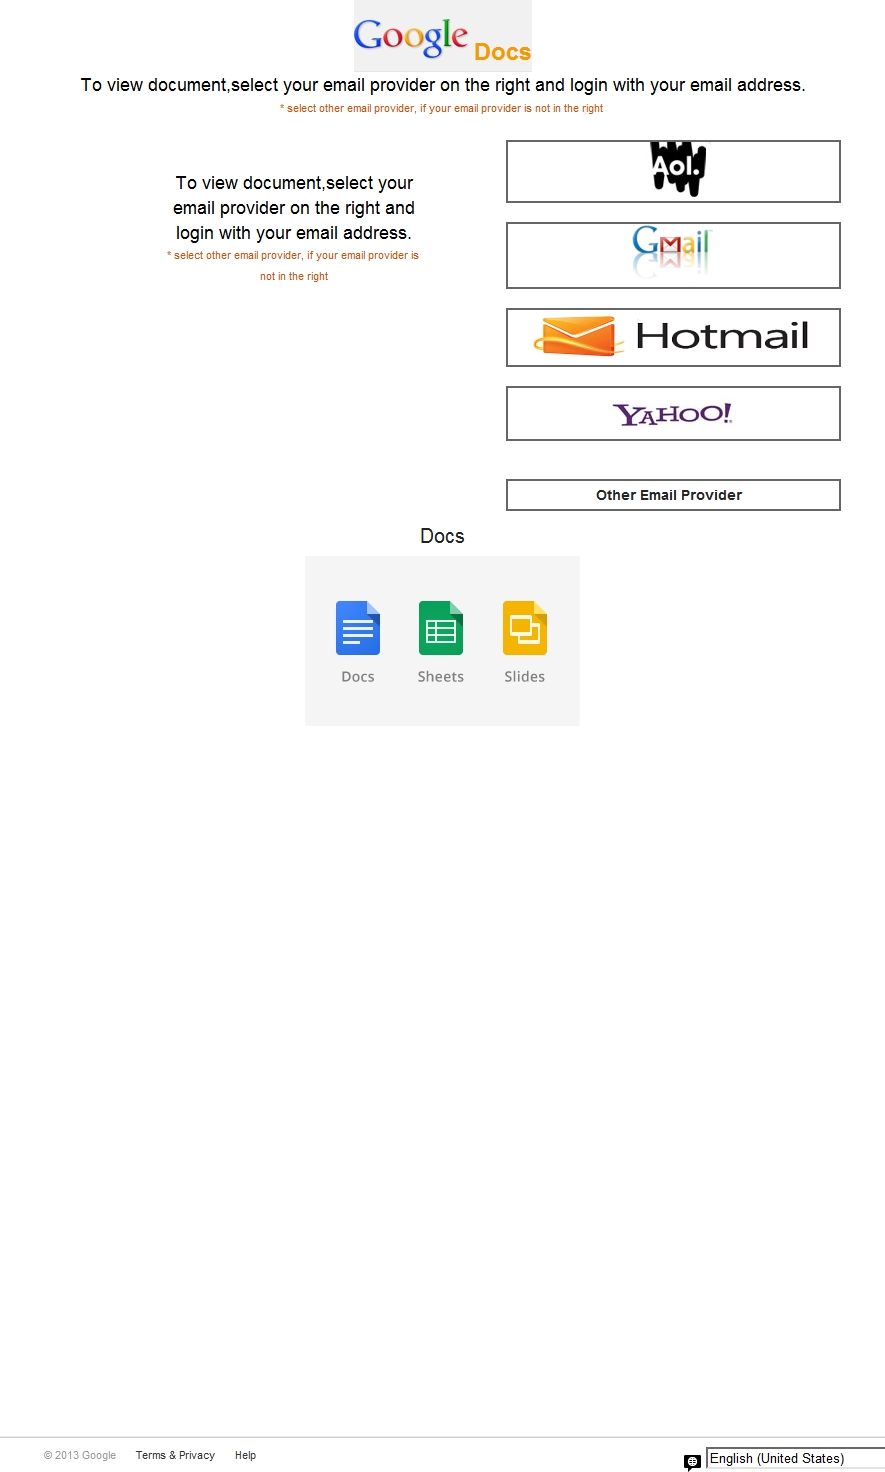 Google Docs
To view document,select your email provider on the right and login with your email address.
* select other email provider, if your email provider is not in the right
To view document,select your
email provider on the right and
login with your email address.
* select other email provider, if your email provider is
not in the right
Aol.
Gmail
Hotmail
YAHOO!
Other Email Provider
Docs
Docs Sheets Slides
© 2013 Google Terms & Privacy Help English (United States)